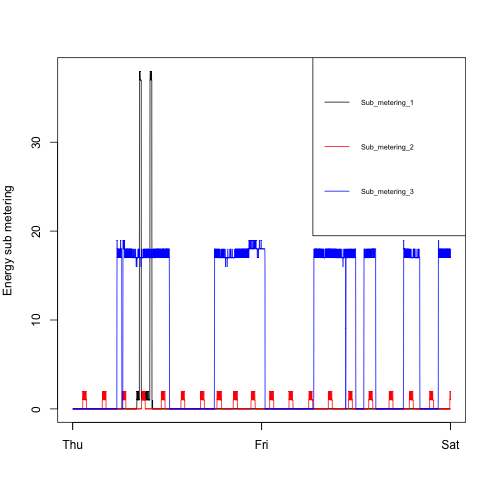 Sub_metering_1
Sub_metering_2
Sub_metering_3
Energy sub metering
30
20
10
0
Thu
Fri
Sat